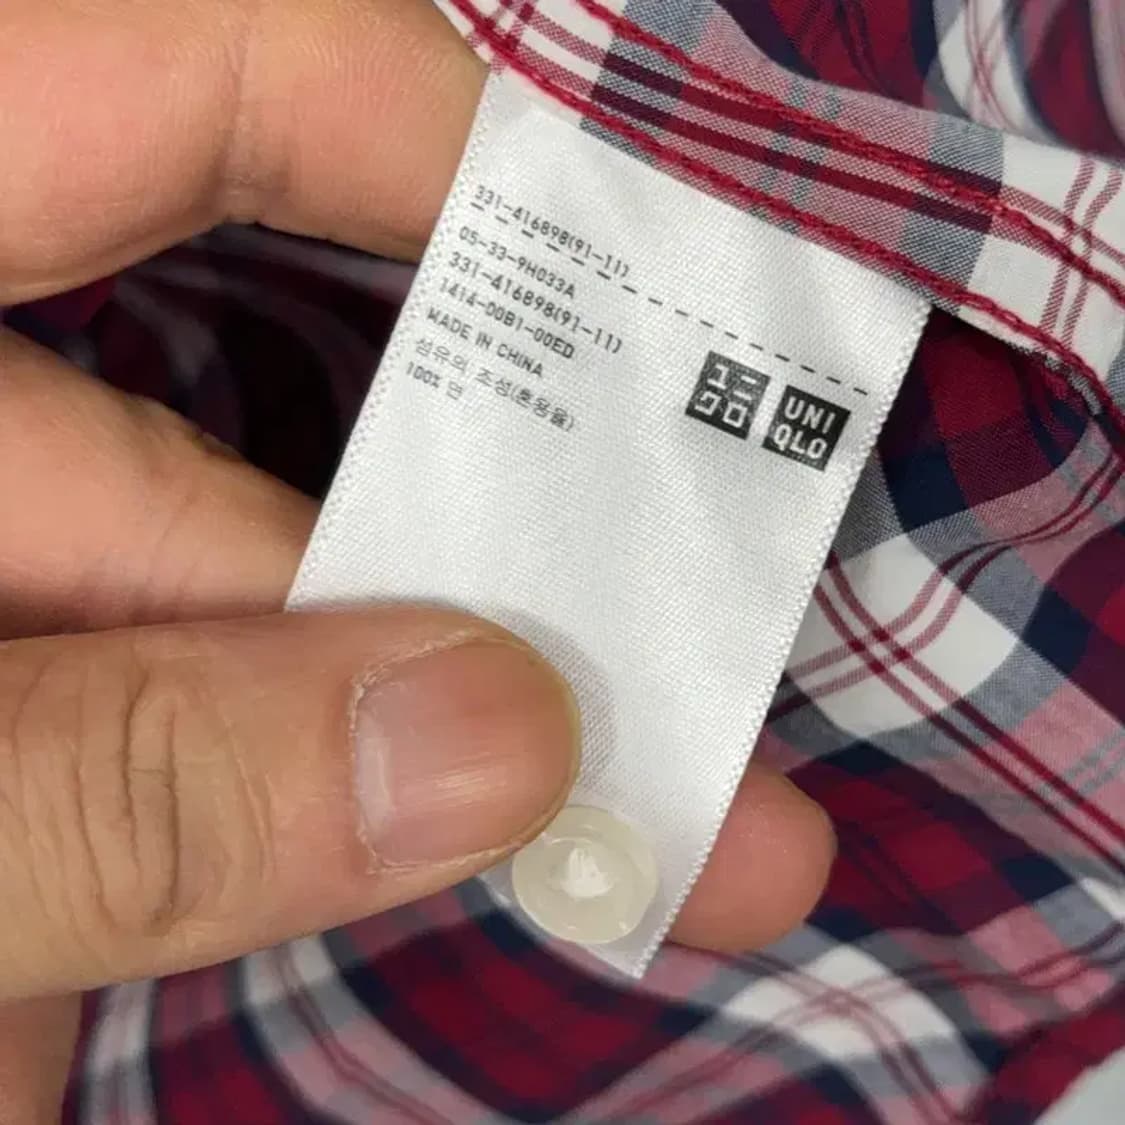 331-416898(91-11)
05-33-9H033A
331-416898(91-11)
1414-00B1-00ED
MADE IN CHINA
섬유의 조성(혼용율)
100% 면
ユニ
クロ
UNI
QLO